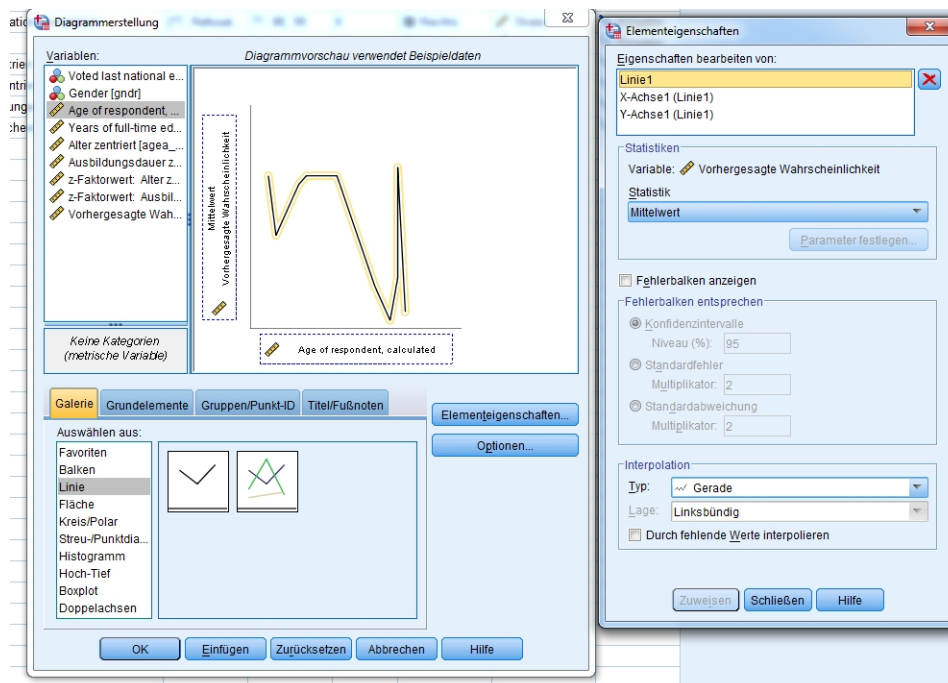 Diagrammerstellung
Variablen:
Diagrammvorschau verwendet Beispieldaten
Voted last national e...
Gender [gndr]
Age of respondent, ...
Years of full-time ed...
Alter zentriert [agea_...
Ausbildungsdauer z...
z-Faktorwert: Alter z...
z-Faktorwert: Ausbil...
Vorhergesagte Wah...
Keine Kategorien
(metrische Variable)
Mittelwert
Vorhergesagte Wahrscheinlichkeit
Age of respondent, calculated
Galerie
Grundelemente
Gruppen/Punkt-ID
Titel/Fußnoten
Auswählen aus:
Favoriten
Balken
Linie
Fläche
Kreis/Polar
Streu-/Punktdia...
Histogramm
Hoch-Tief
Boxplot
Doppelachsen
Elementeigenschaften...
Optionen...
OK
Einfügen
Zurücksetzen
Abbrechen
Hilfe
Elementeigenschaften
Eigenschaften bearbeiten von:
Linie1
X-Achse1 (Linie1)
Y-Achse1 (Linie1)
Statistiken
Variable: Vorhergesagte Wahrscheinlichkeit
Statistik
Mittelwert
Parameter festlegen...
Fehlerbalken anzeigen
Fehlerbalken entsprechen
Konfidenzintervalle
Niveau (%): 95
Standardfehler
Multiplikator: 2
Standardabweichung
Multiplikator: 2
Interpolation
Typ: Gerade
Lage: Linksbündig
Durch fehlende Werte interpolieren
Zuweisen
Schließen
Hilfe